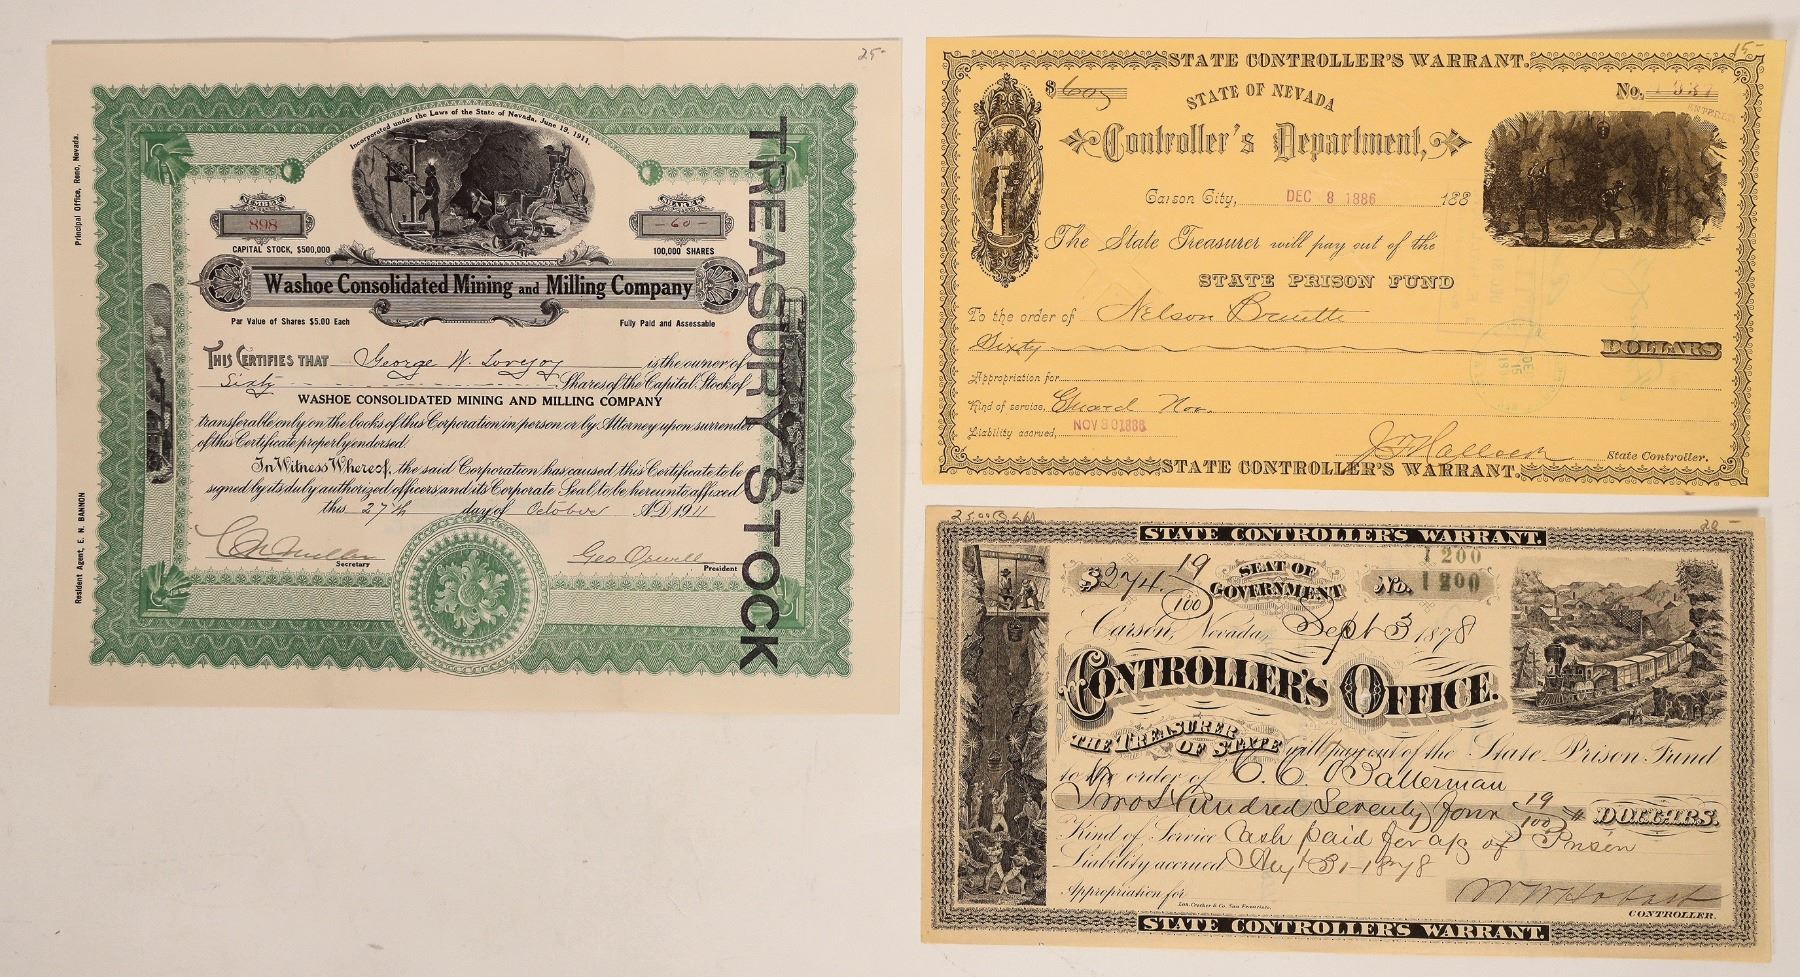 25-
Incorporated under the Laws of the State of Nevada, June 19, 1911.
NUMBER
898
SHARES
-60-
CAPITAL STOCK, $500,000
100,000 SHARES
Washoe Consolidated Mining and Milling Company
Par Value of Shares $5.00 Each
Fully Paid and Assessable
THIS CERTIFIES THAT George W. Lovejoy is the owner of
Sixty Shares of the Capital Stock of
WASHOE CONSOLIDATED MINING AND MILLING COMPANY
transferable only on the books of this Corporation in person or by Attorney upon surrender
of this Certificate properly endorsed.
In Witness Whereof, the said Corporation has caused this Certificate to be
signed by its duly authorized officers and its Corporate Seal to be hereunto affixed
this 27th day of October A.D. 1911
Secretary
Geo
President
TREASURY STOCK
Principal Office, Reno, Nevada.
Resident Agent, E. N. BANNON
15-
STATE CONTROLLER'S WARRANT.
$60
No.
ENTERED
STATE OF NEVADA
Controller's Department,
Carson City, DEC 8 1886 188
The State Treasurer will pay out of the
STATE PRISON FUND
To the order of Nelson
Sixty DOLLARS
Appropriation for
Kind of service, Guard Nov.
Liability accrued, NOV 30 1886
J F Hallock State Controller.
STATE CONTROLLER'S WARRANT.
20-
STATE CONTROLLER'S WARRANT.
1200
$274. 19/100
SEAT OF GOVERNMENT
No. 1200
Carson, Nevada, Sept 3 1878
CONTROLLER'S OFFICE.
THE TREASURER OF STATE will pay out of the State Prison Fund
to the order of C. C. Batterman
Two Hundred Seventy four 19/100 DOLLARS.
Kind of Service Cash paid for a/c of Prison
Liability accrued Aug 31-1878
Appropriation for
Lon. Crocker & Co. San Francisco.
W W Hobart
CONTROLLER.
STATE CONTROLLER'S WARRANT.